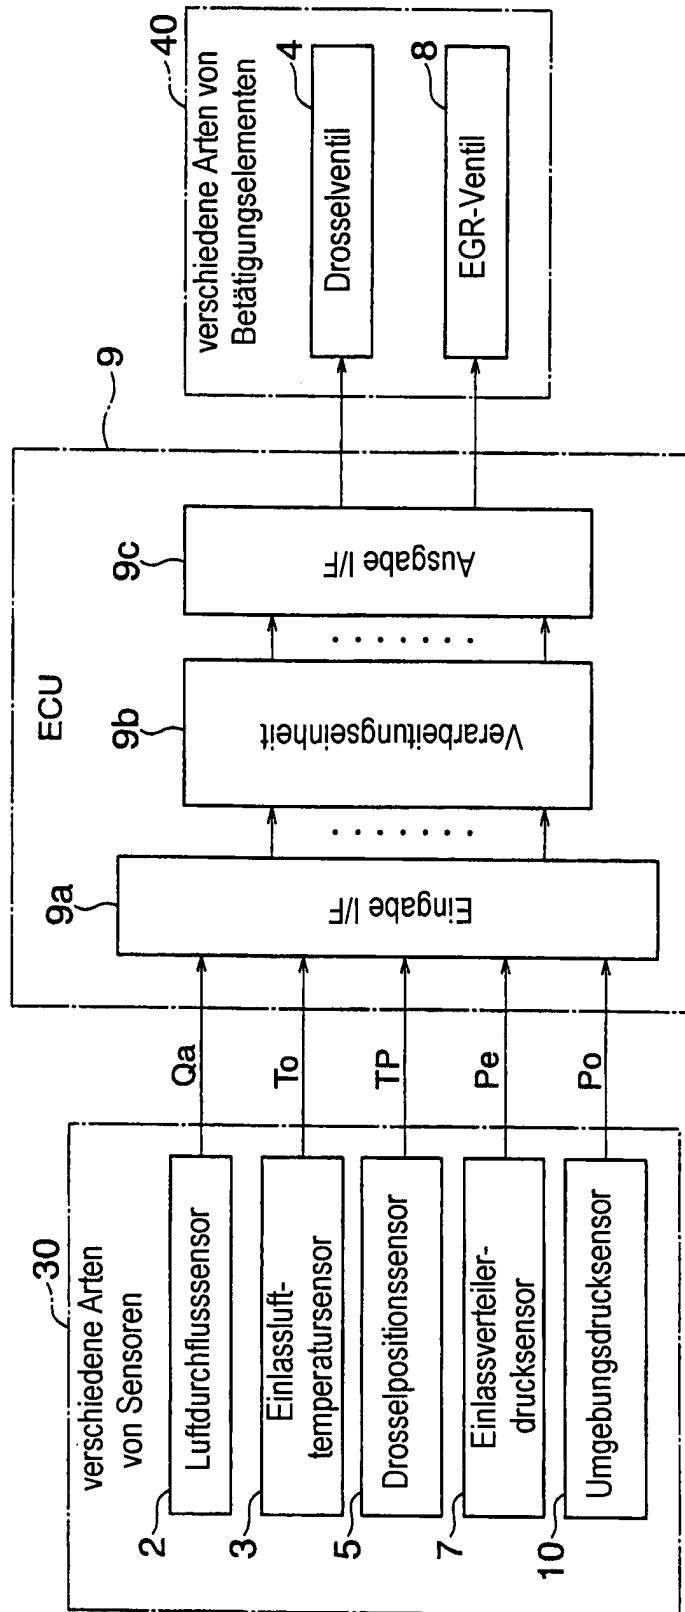 30
verschiedene Arten
von Sensoren
2
Luftdurchflusssensor
3
Einlassluft-
temperatursensor
5
Drosselpositionssensor
7
Einlassverteiler-
drucksensor
10
Umgebungsdrucksensor
Qa
To
TP
Pe
Po
9
ECU
9a
Eingabe I/F
9b
Verarbeitungseinheit
9c
Ausgabe I/F
40
verschiedene Arten von
Betätigungselementen
4
Drosselventil
8
EGR-Ventil